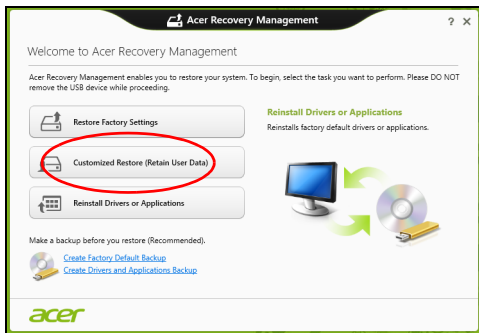 Acer Recovery Management
? X
Welcome to Acer Recovery Management
Acer Recovery Management enables you to restore your system. To begin, select the task you want to perform. Please DO NOT
remove the USB device while proceeding.
Restore Factory Settings
Customized Restore (Retain User Data)
Reinstall Drivers or Applications
Reinstall Drivers or Applications
Reinstalls factory default drivers or applications.
Make a backup before you restore (Recommended).
Create Factory Default Backup
Create Drivers and Applications Backup
acer